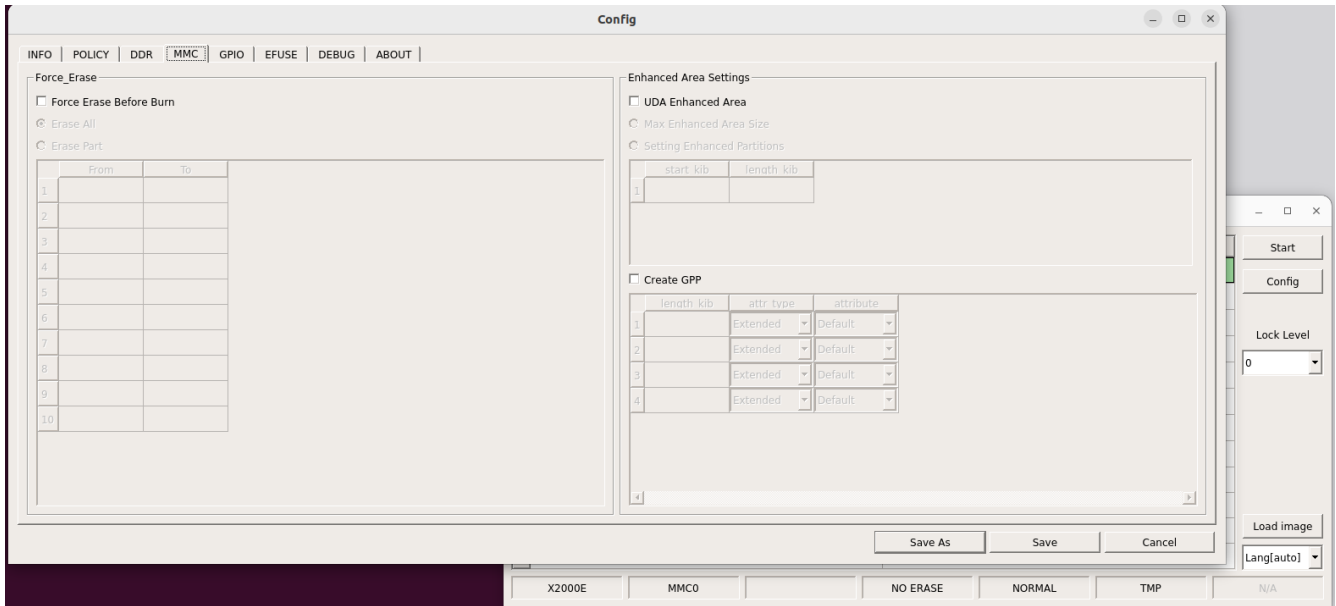 Config
INFO POLICY DDR MMC GPIO EFUSE DEBUG ABOUT
Force_Erase
Force Erase Before Burn
Erase All
Erase Part
From To
1
2
3
4
5
6
7
8
9
10
Enhanced Area Settings
UDA Enhanced Area
Max Enhanced Area Size
Setting Enhanced Partitions
start_kib length_kib
1
Create GPP
length_kib attr_type attribute
1 Extended Default
2 Extended Default
3 Extended Default
4 Extended Default
Save As Save Cancel
Start
Config
Lock Level
0
Load image
Lang[auto]
X2000E MMC0 NO ERASE NORMAL TMP N/A